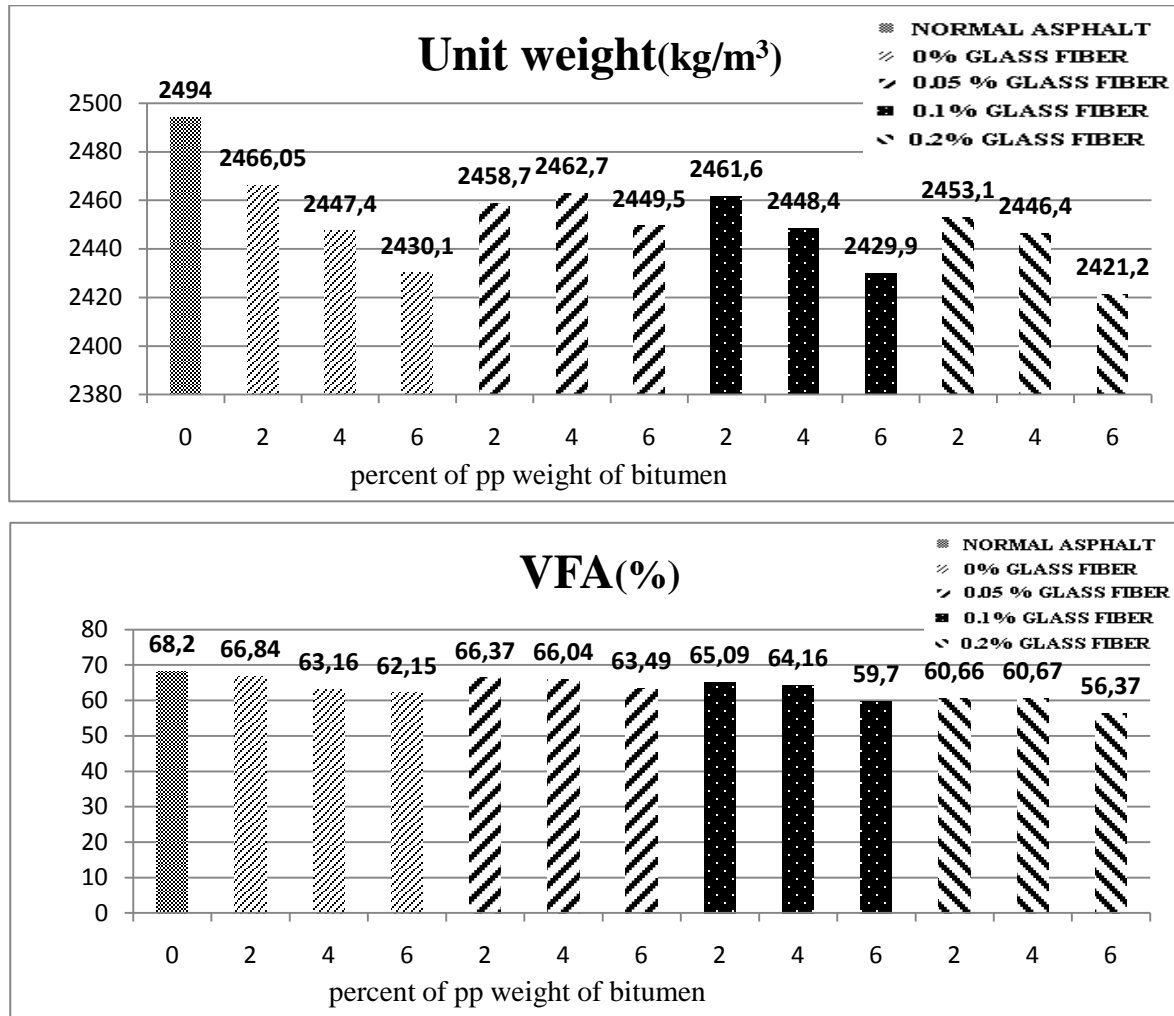 Unit weight(kg/m³)
NORMAL ASPHALT
0% GLASS FIBER
0.05 % GLASS FIBER
0.1% GLASS FIBER
0.2% GLASS FIBER
2494
2466,05
2447,4
2430,1
2458,7
2462,7
2449,5
2461,6
2448,4
2429,9
2453,1
2446,4
2421,2
2500
2480
2460
2440
2420
2400
2380
0 2 4 6 2 4 6 2 4 6 2 4 6
percent of pp weight of bitumen
VFA(%)
NORMAL ASPHALT
0% GLASS FIBER
0.05 % GLASS FIBER
0.1% GLASS FIBER
0.2% GLASS FIBER
68,2 66,84 63,16 62,15 66,37 66,04 63,49 65,09 64,16 59,7 60,66 60,67 56,37
80
70
60
50
40
30
20
10
0
0 2 4 6 2 4 6 2 4 6 2 4 6
percent of pp weight of bitumen